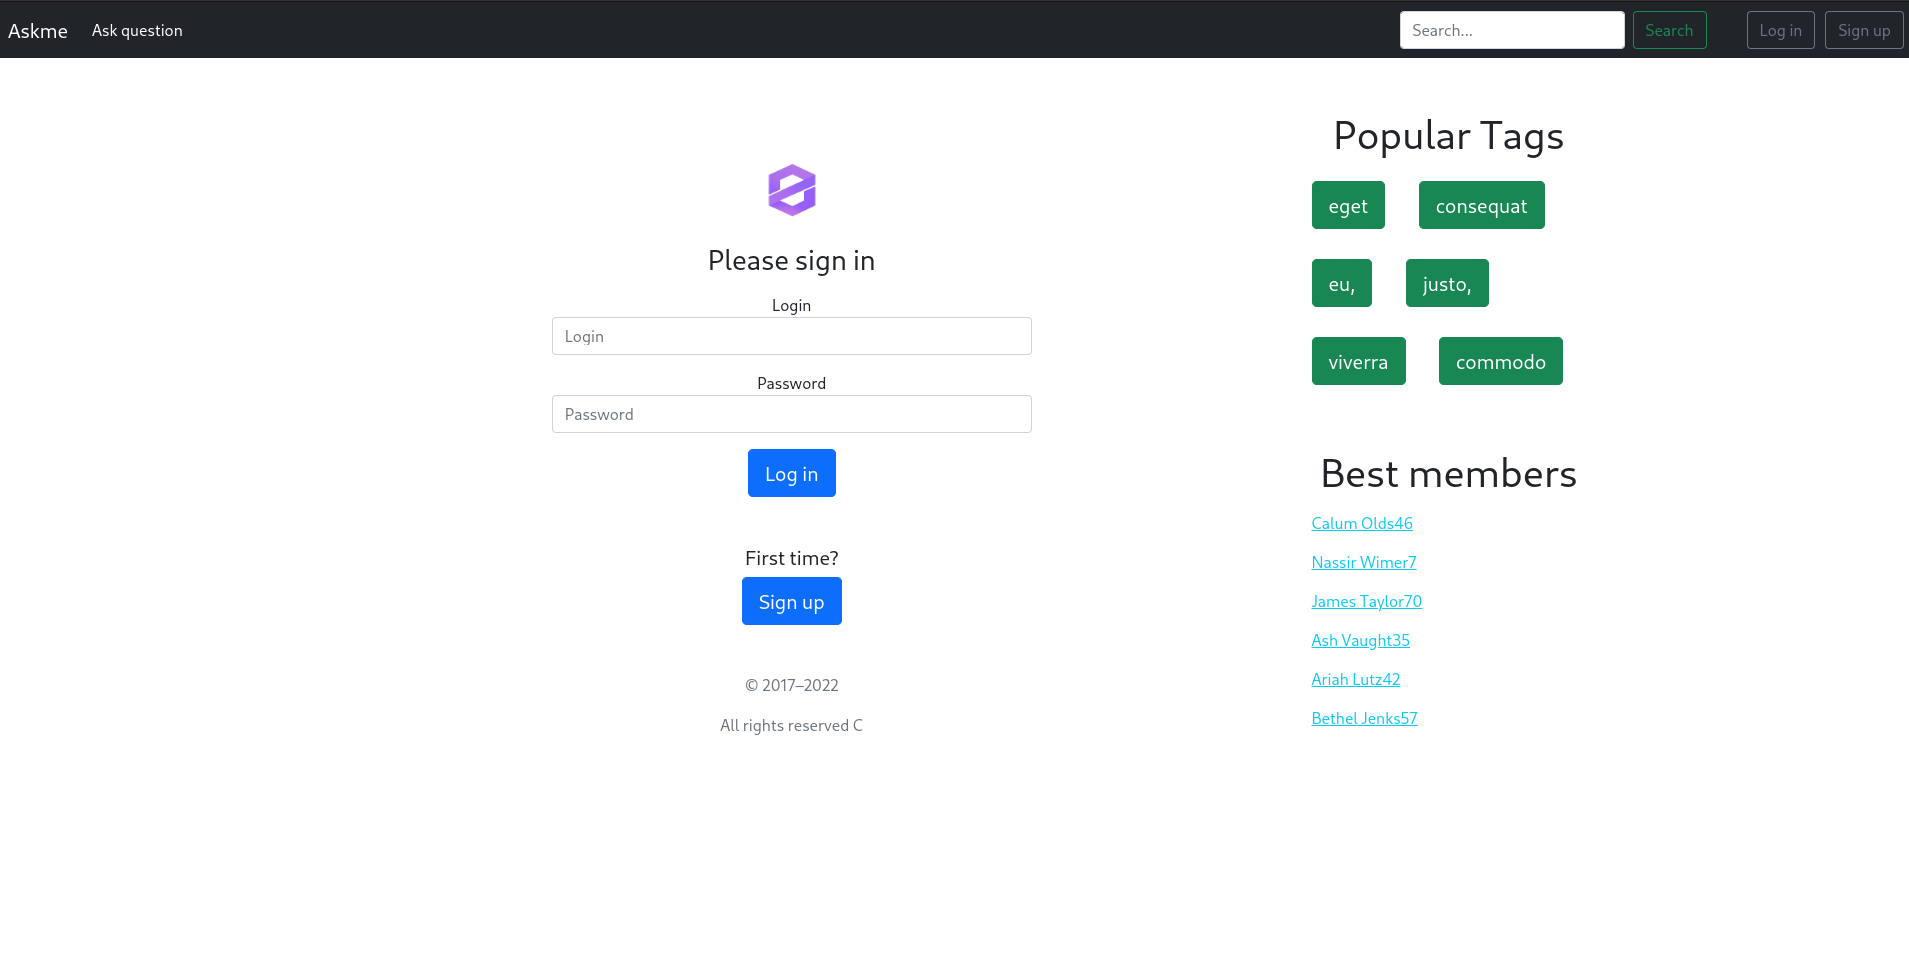 Askme Ask question Search... Search Log in Sign up
Please sign in
Login
Login
Password
Password
Log in
First time?
Sign up
© 2017–2022
All rights reserved C
Popular Tags
eget consequat
eu, justo,
viverra commodo
Best members
Calum Olds46
Nassir Wimer7
James Taylor70
Ash Vaught35
Ariah Lutz42
Bethel Jenks57